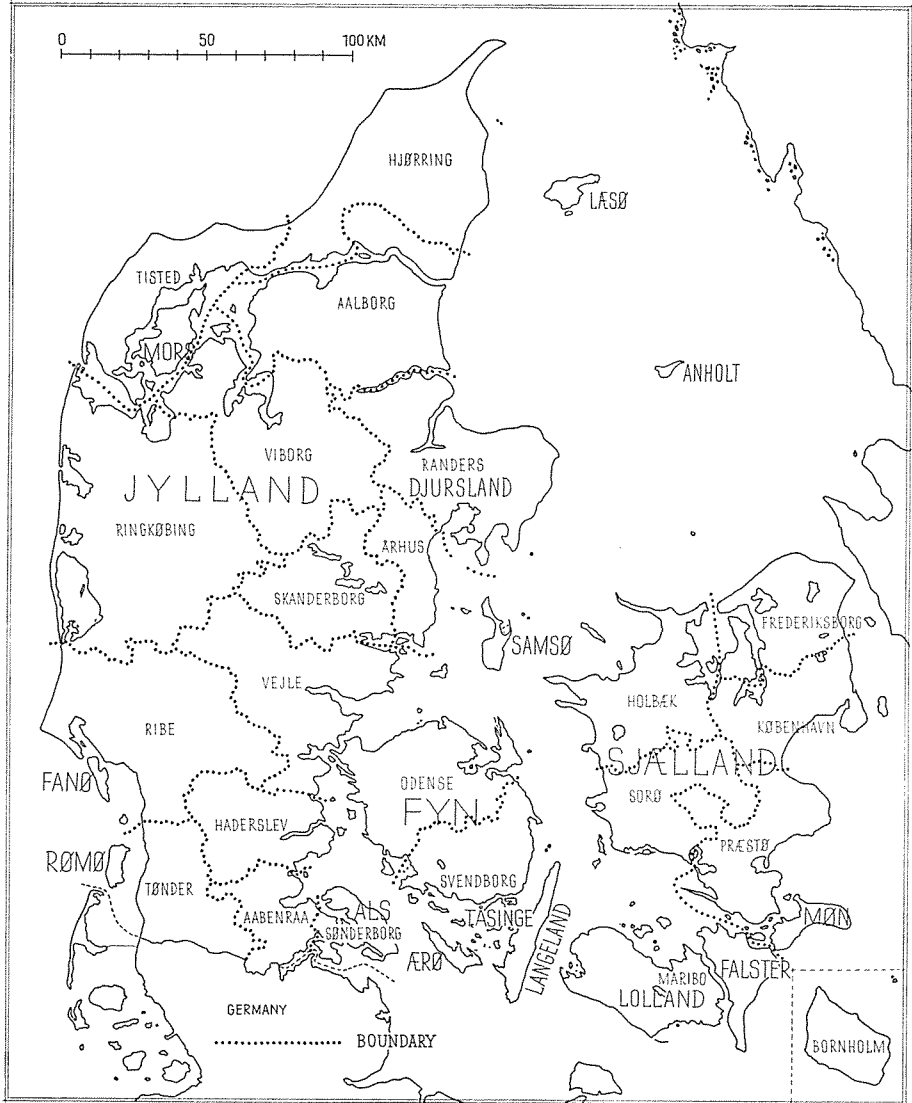 0 50 100 KM
HJØRRING
LÆSØ
TISTED
AALBORG
MORS
ANHOLT
VIBORG
RANDERS
JYLLAND
DJURSLAND
RINGKØBING
ÅRHUS
SKANDERBORG
FREDERIKSBORG
SAMSØ
VEJLE
HOLBÆK
RIBE
KØBENHAVN
SJÆLLAND
FANØ
ODENSE
FYN
SORØ
HADERSLEV
PRÆSTØ
RØMØ
TØNDER
SVENDBORG
AABENRAA
ALS
TÅSINGE
MØN
SØNDERBORG
LANGELAND
ÆRØ
FALSTER
MARIBO
LOLLAND
GERMANY
BOUNDARY
BORNHOLM